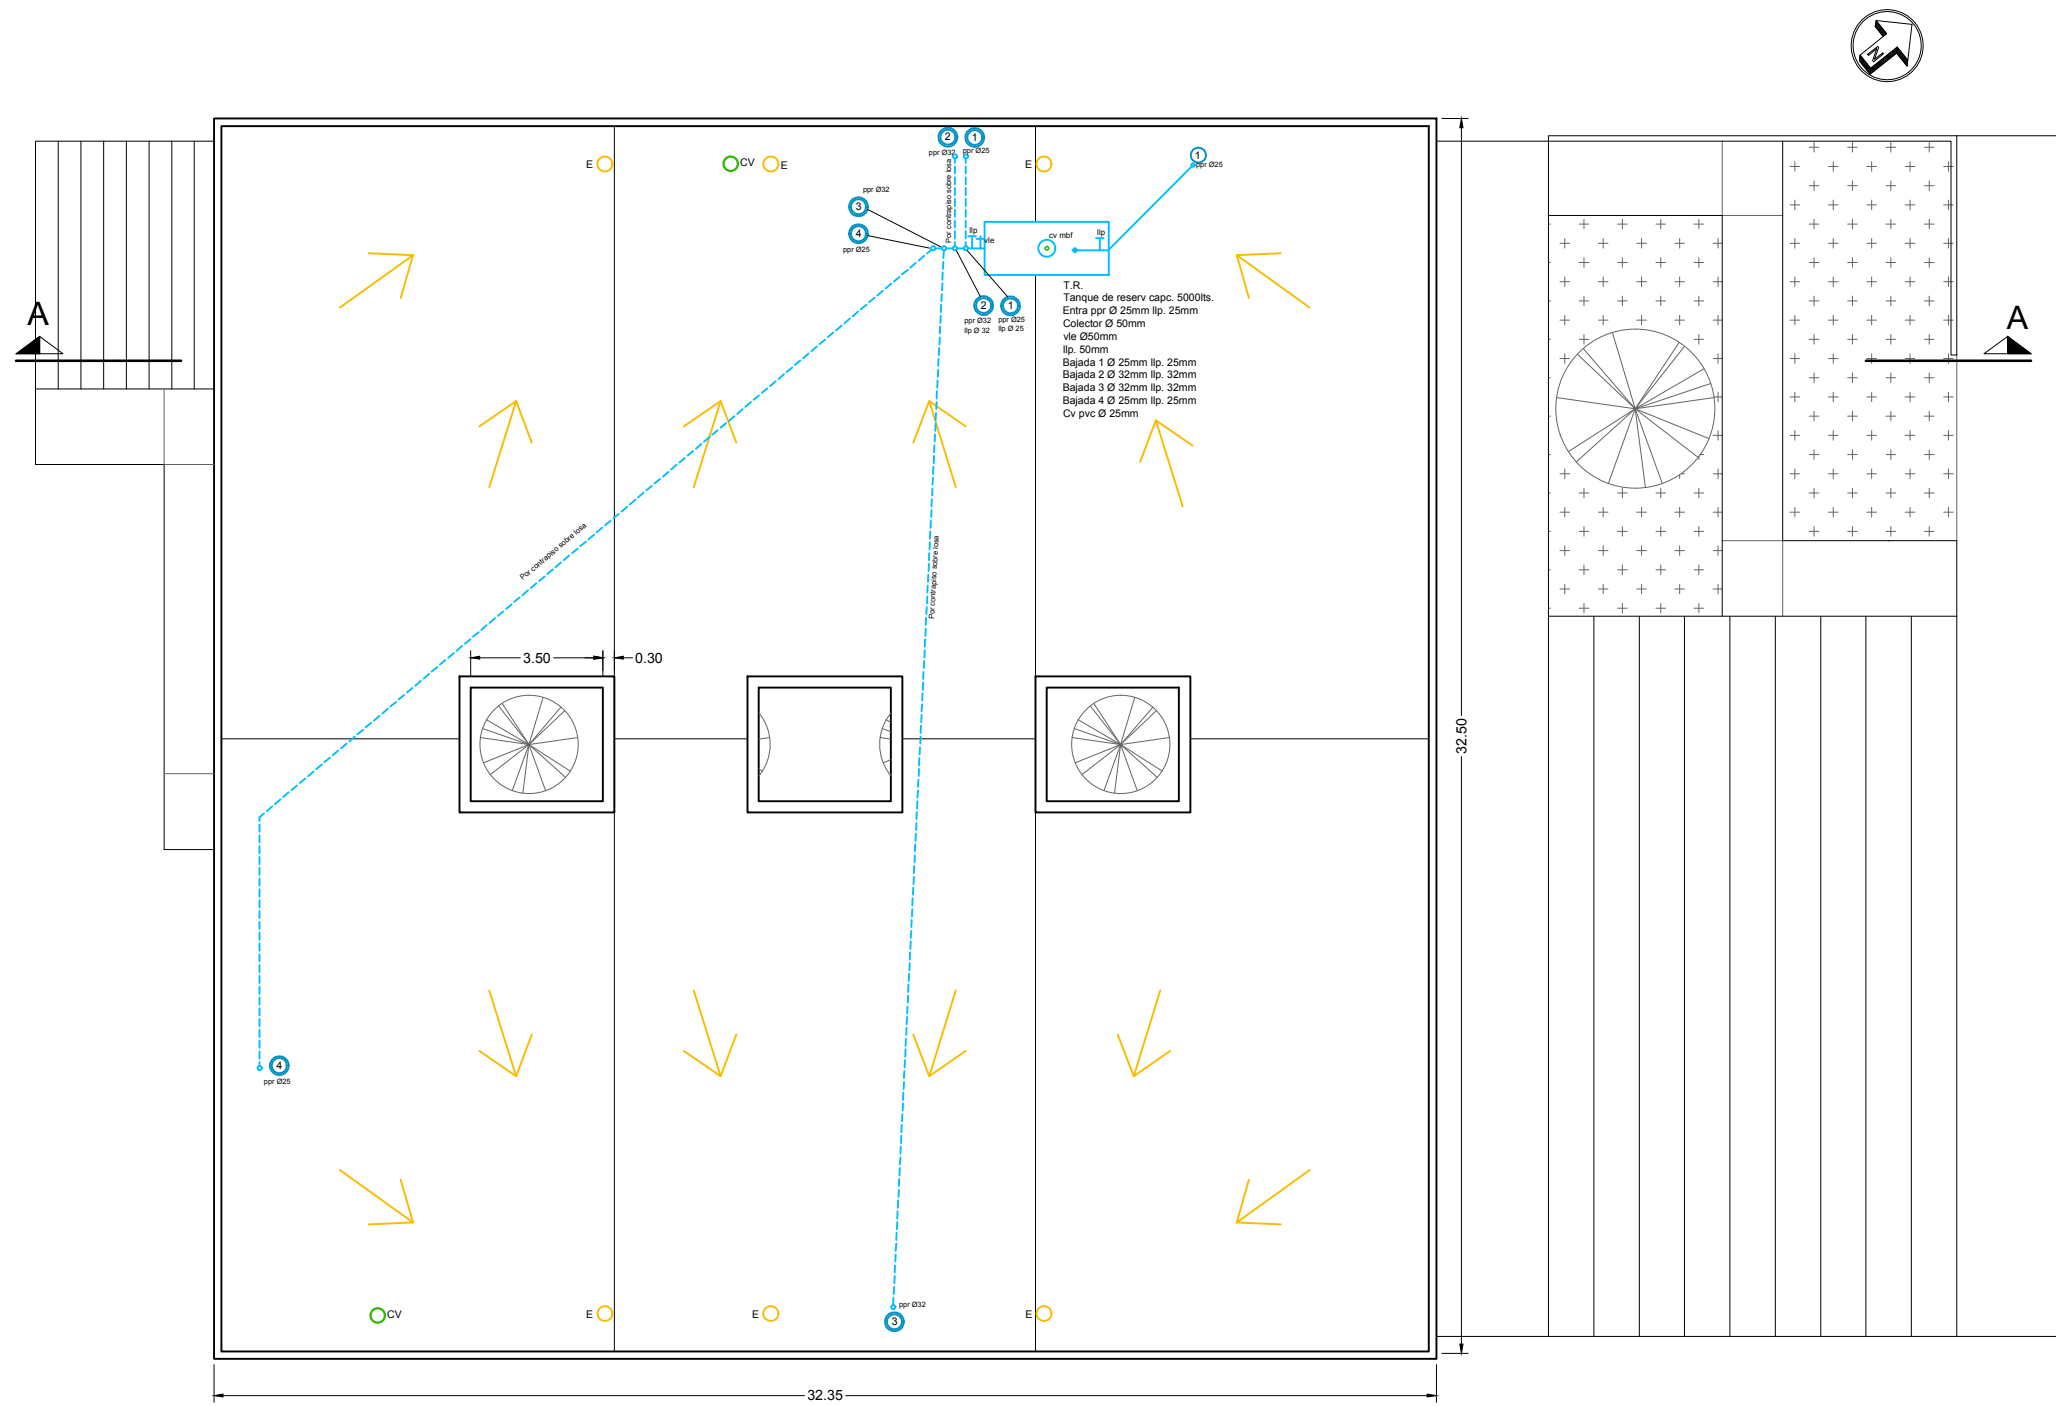 N
2
1
ppr Ø32
ppr Ø25
E
CV
E
E
1
ppr Ø25
Por contrapiso sobre losa
ppr Ø32
3
4
ppr Ø25
llp
vle
cv mbf
llp
2
1
ppr Ø32
llp Ø 32
ppr Ø25
llp Ø 25
T.R.
Tanque de reserv capc. 5000lts.
Entra ppr Ø 25mm llp. 25mm
Colector Ø 50mm
vle Ø50mm
llp. 50mm
Bajada 1 Ø 25mm llp. 25mm
Bajada 2 Ø 32mm llp. 32mm
Bajada 3 Ø 32mm llp. 32mm
Bajada 4 Ø 25mm llp. 25mm
Cv pvc Ø 25mm
A
A
Por contrapiso sobre losa
Por contrapiso sobre losa
3.50
0.30
32.50
4
ppr Ø25
CV
E
E
E
ppr Ø32
3
32.35